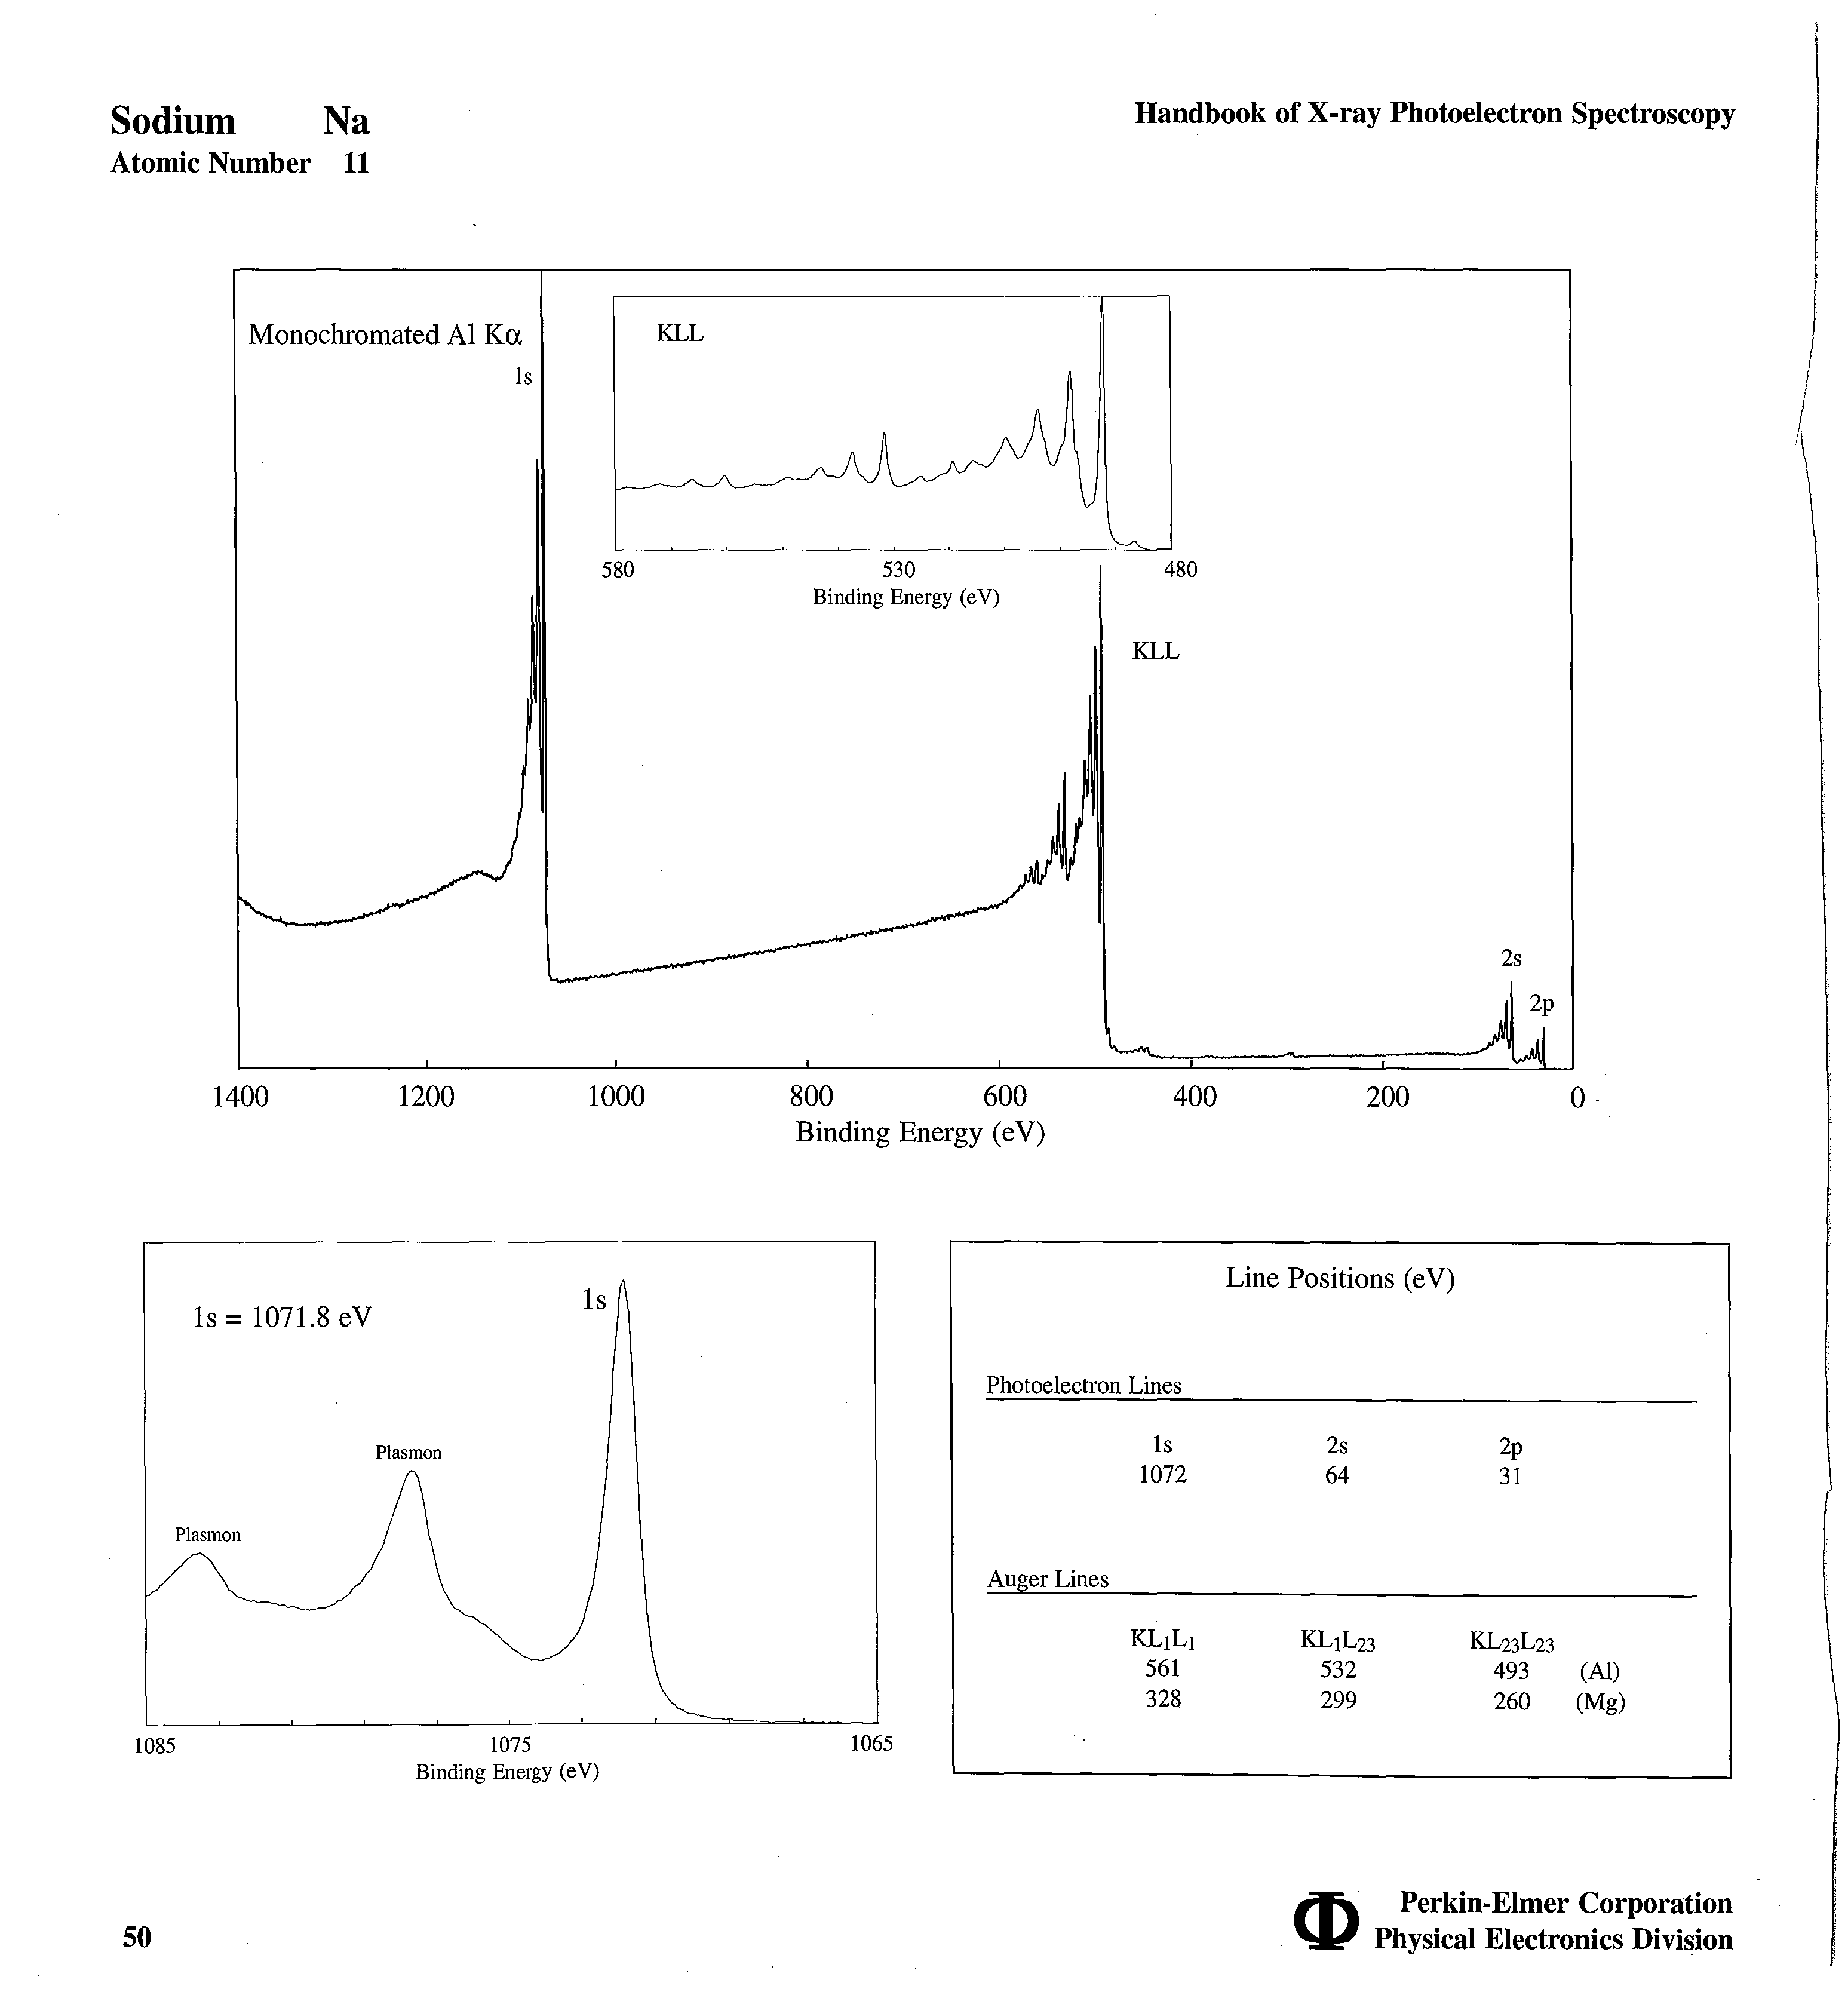 Sodium Na
Atomic Number 11
Handbook of X-ray Photoelectron Spectroscopy
Monochromated Al Kα
1s
KLL
580 530 480
Binding Energy (eV)
KLL
2s
2p
1400 1200 1000 800 600 400 200 0
Binding Energy (eV)
1s = 1071.8 eV
1s
Plasmon
Plasmon
1085 1075 1065
Binding Energy (eV)
Line Positions (eV)
Photoelectron Lines
1s 2s 2p
1072 64 31
Auger Lines
KL₁L₁ KL₁L₂₃ KL₂₃L₂₃
561 532 493 (Al)
328 299 260 (Mg)
50
Perkin-Elmer Corporation
Physical Electronics Division